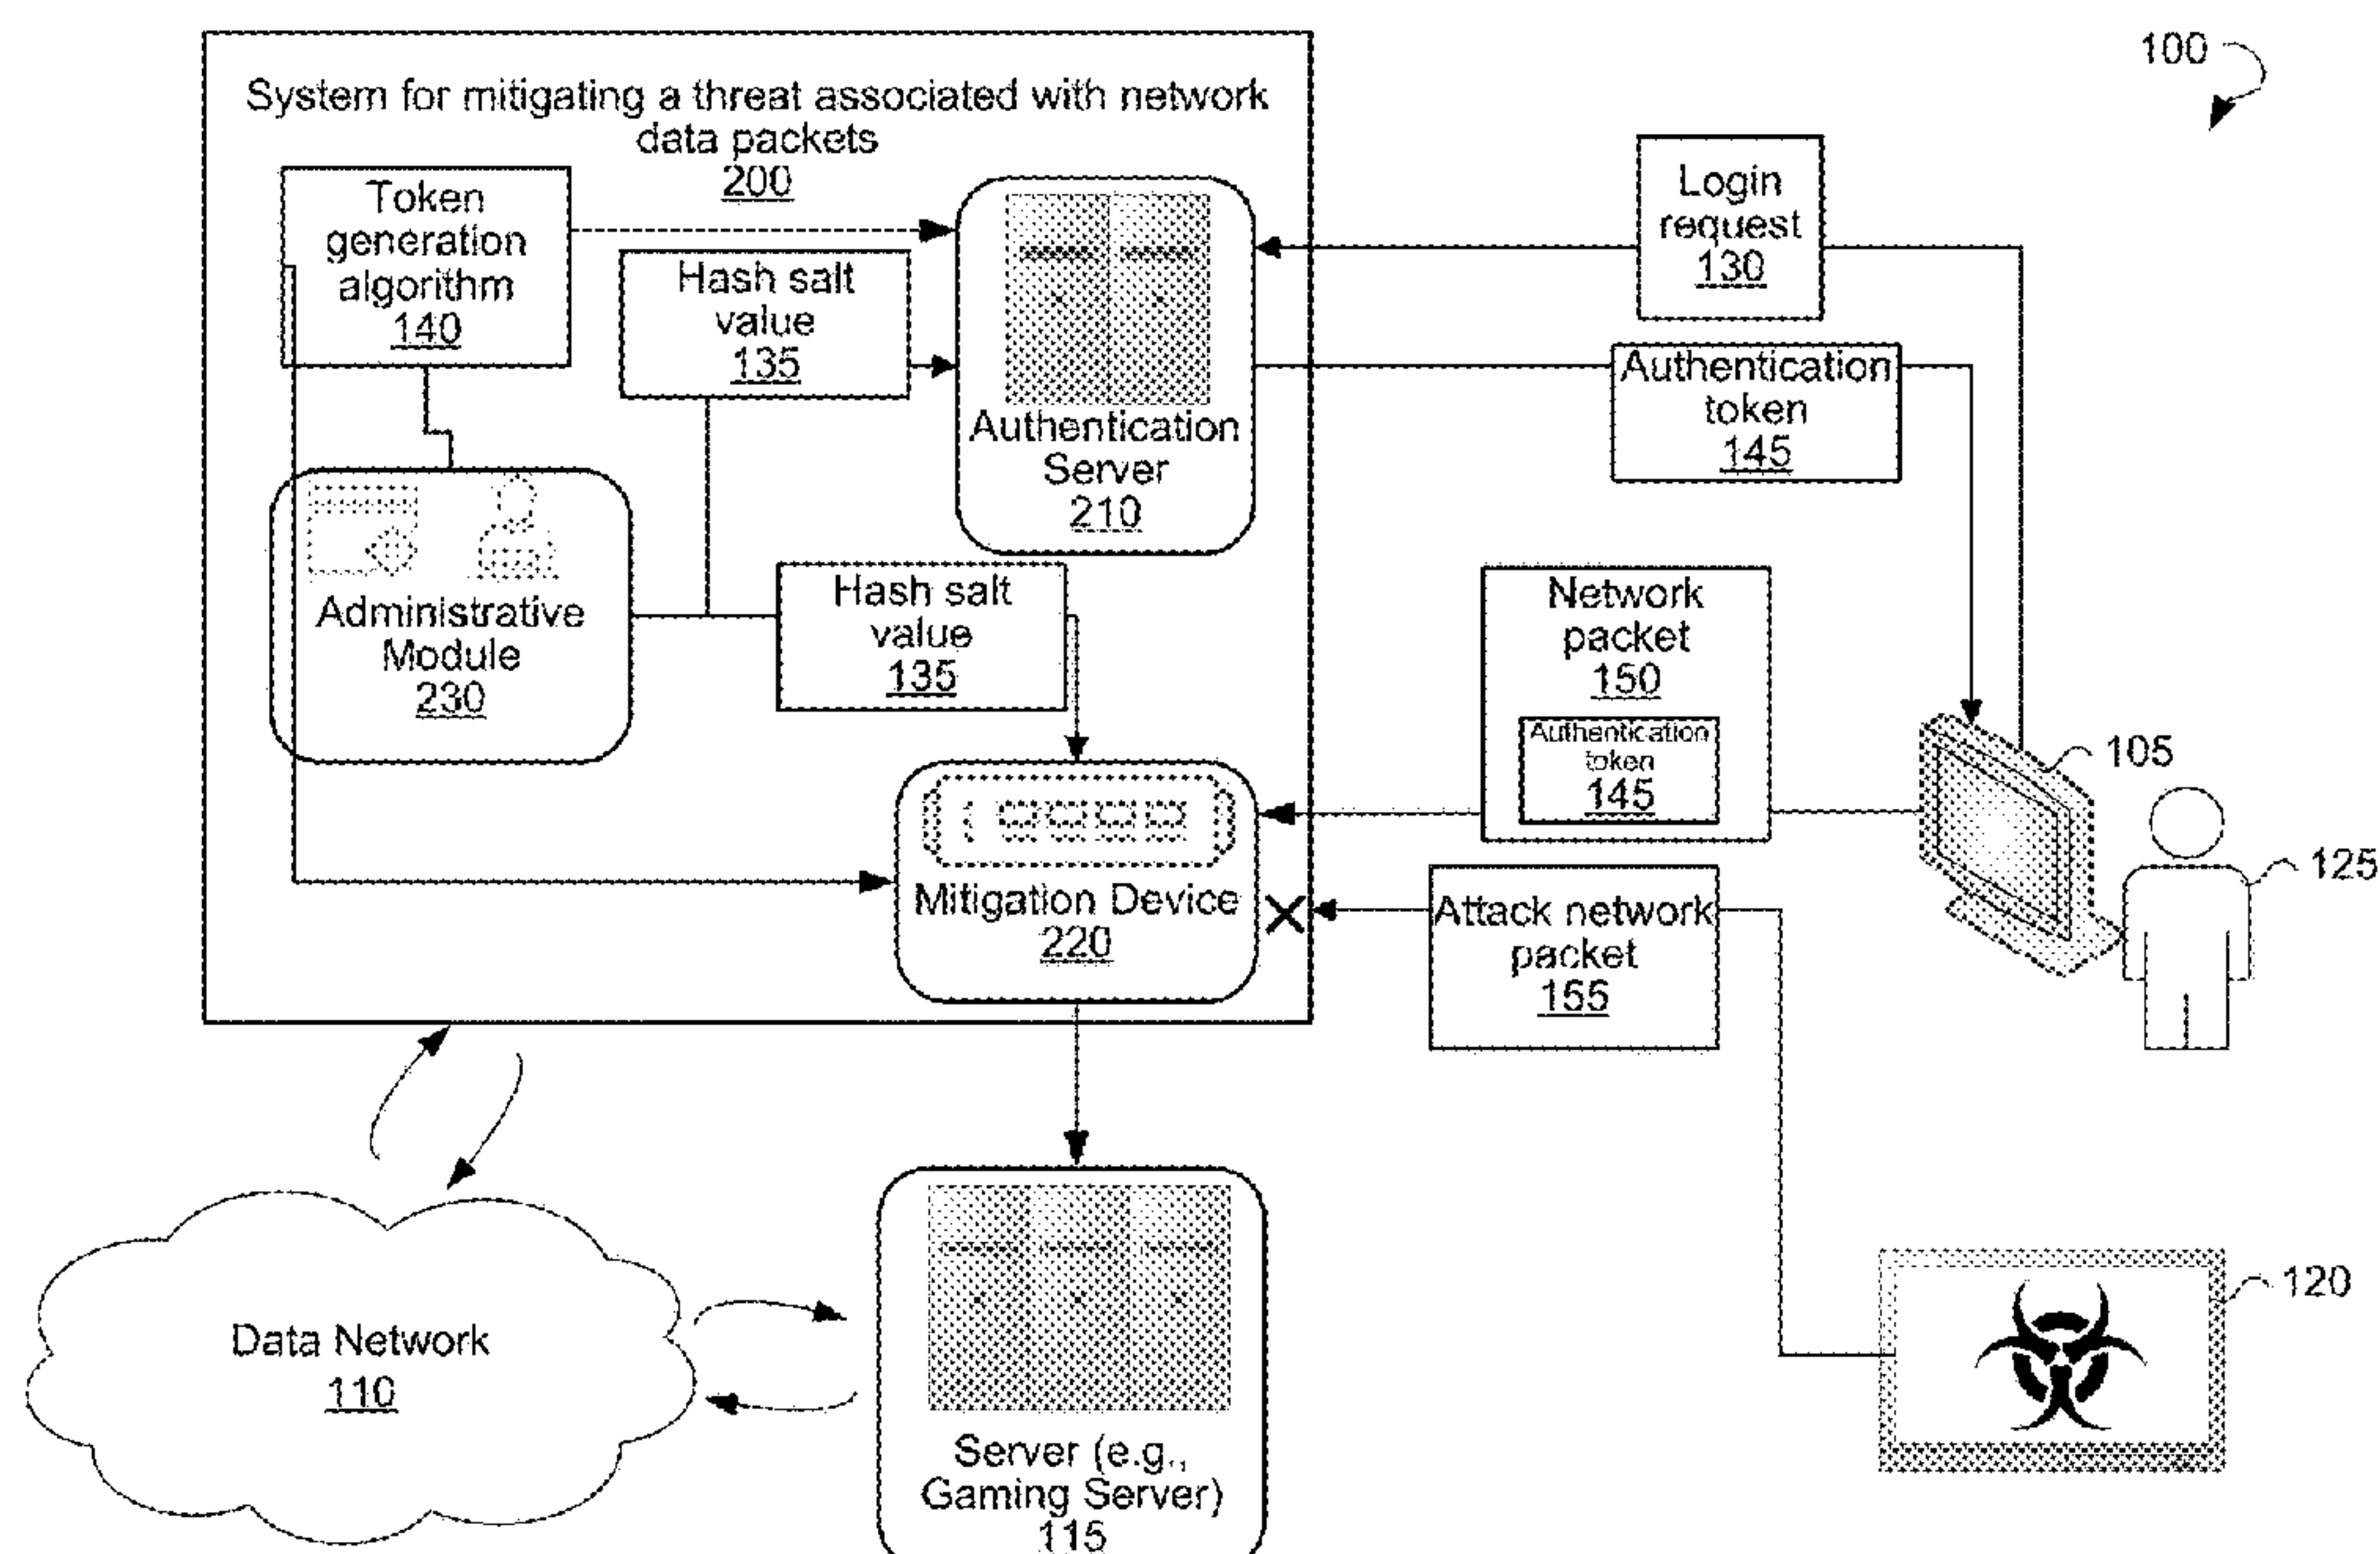 100
System for mitigating a threat associated with network
data packets
200
Token
generation
algorithm
140
Hash salt
value
135
Authentication
Server
210
Login
request
130
Authentication
token
145
Administrative
Module
230
Hash salt
value
135
Network
packet
150
Authentication
token
145
105
125
Mitigation Device
220
Attack network
packet
155
Data Network
110
Server (e.g.,
Gaming Server)
115
120